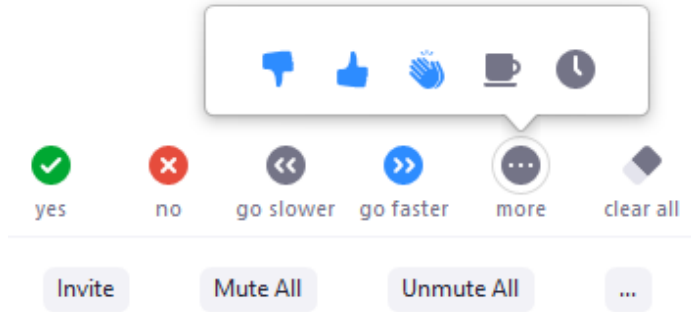 yes no go slower go faster more clear all
Invite Mute All Unmute All ...